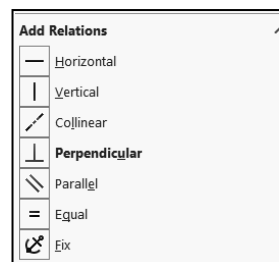 Add Relations
Horizontal
Vertical
Collinear
Perpendicular
Parallel
Equal
Fix